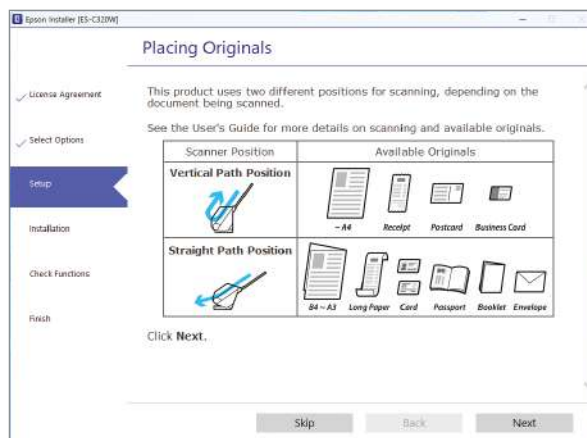 Epson Installer [ES-C320W]
Placing Originals
License Agreement
Select Options
Setup
Installation
Check Functions
Finish
This product uses two different positions for scanning, depending on the
document being scanned.
See the User's Guide for more details on scanning and available originals.
Scanner Position
Available Originals
Vertical Path Position
~ A4
Receipt
Postcard
Business Card
Straight Path Position
B4 ~ A3
Long Paper
Card
Passport
Booklet
Envelope
Click Next.
Skip
Back
Next